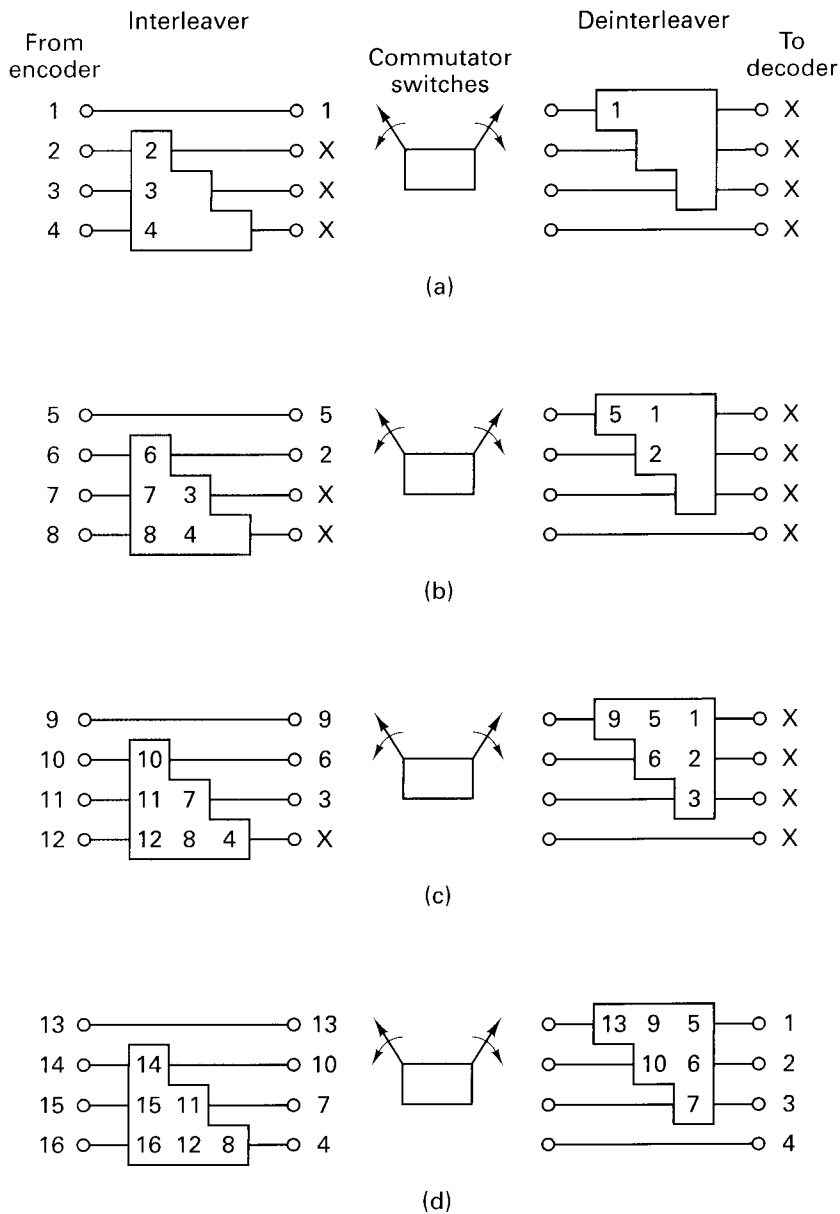 Interleaver Deinterleaver
From encoder Commutator switches To decoder
1 1 1 X
2 2 X X
3 3 X X
4 4 X X
(a)
5 5 5 1 X
6 6 2 2 X
7 7 3 X X
8 8 4 X X
(b)
9 9 9 5 1 X
10 10 6 6 2 X
11 11 7 3 3 X
12 12 8 4 X X
(c)
13 13 13 9 5 1
14 14 10 10 6 2
15 15 11 7 7 3
16 16 12 8 4 4
(d)